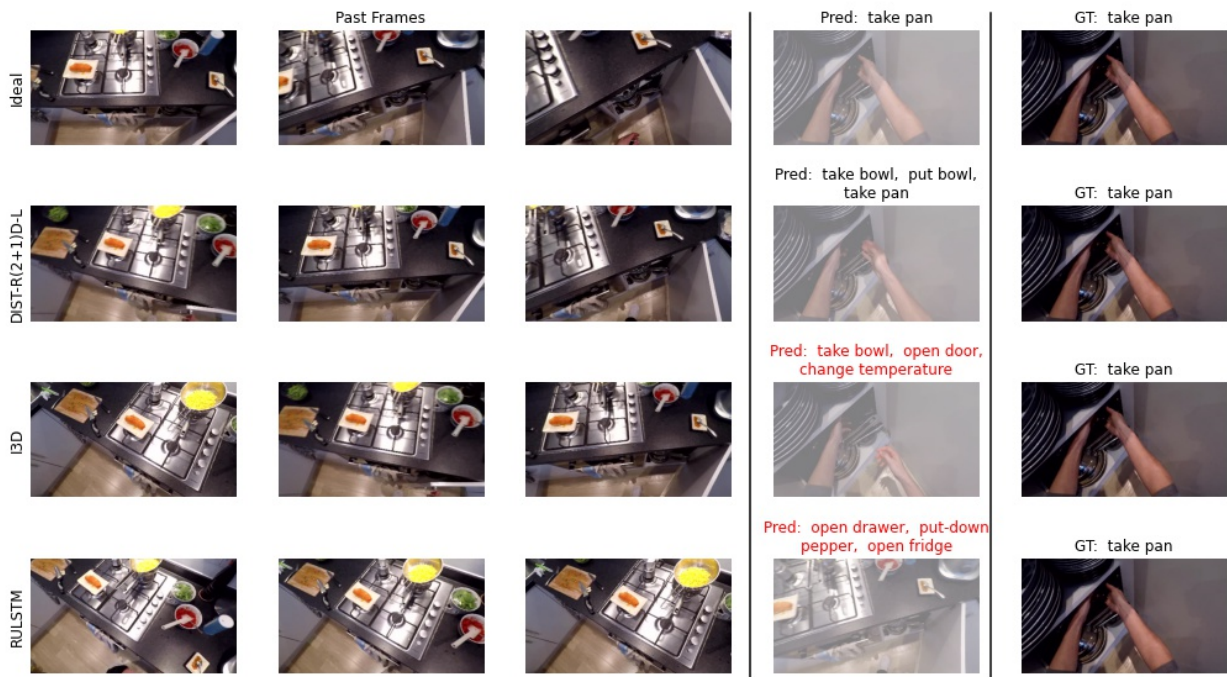 Past Frames
Pred:  take pan
GT:  take pan
Ideal
Pred:  take bowl,  put bowl,
take pan
GT:  take pan
DIST-R(2+1)D-L
Pred:  take bowl,  open door,
change temperature
GT:  take pan
I3D
Pred:  open drawer,  put-down
pepper,  open fridge
GT:  take pan
RULSTM